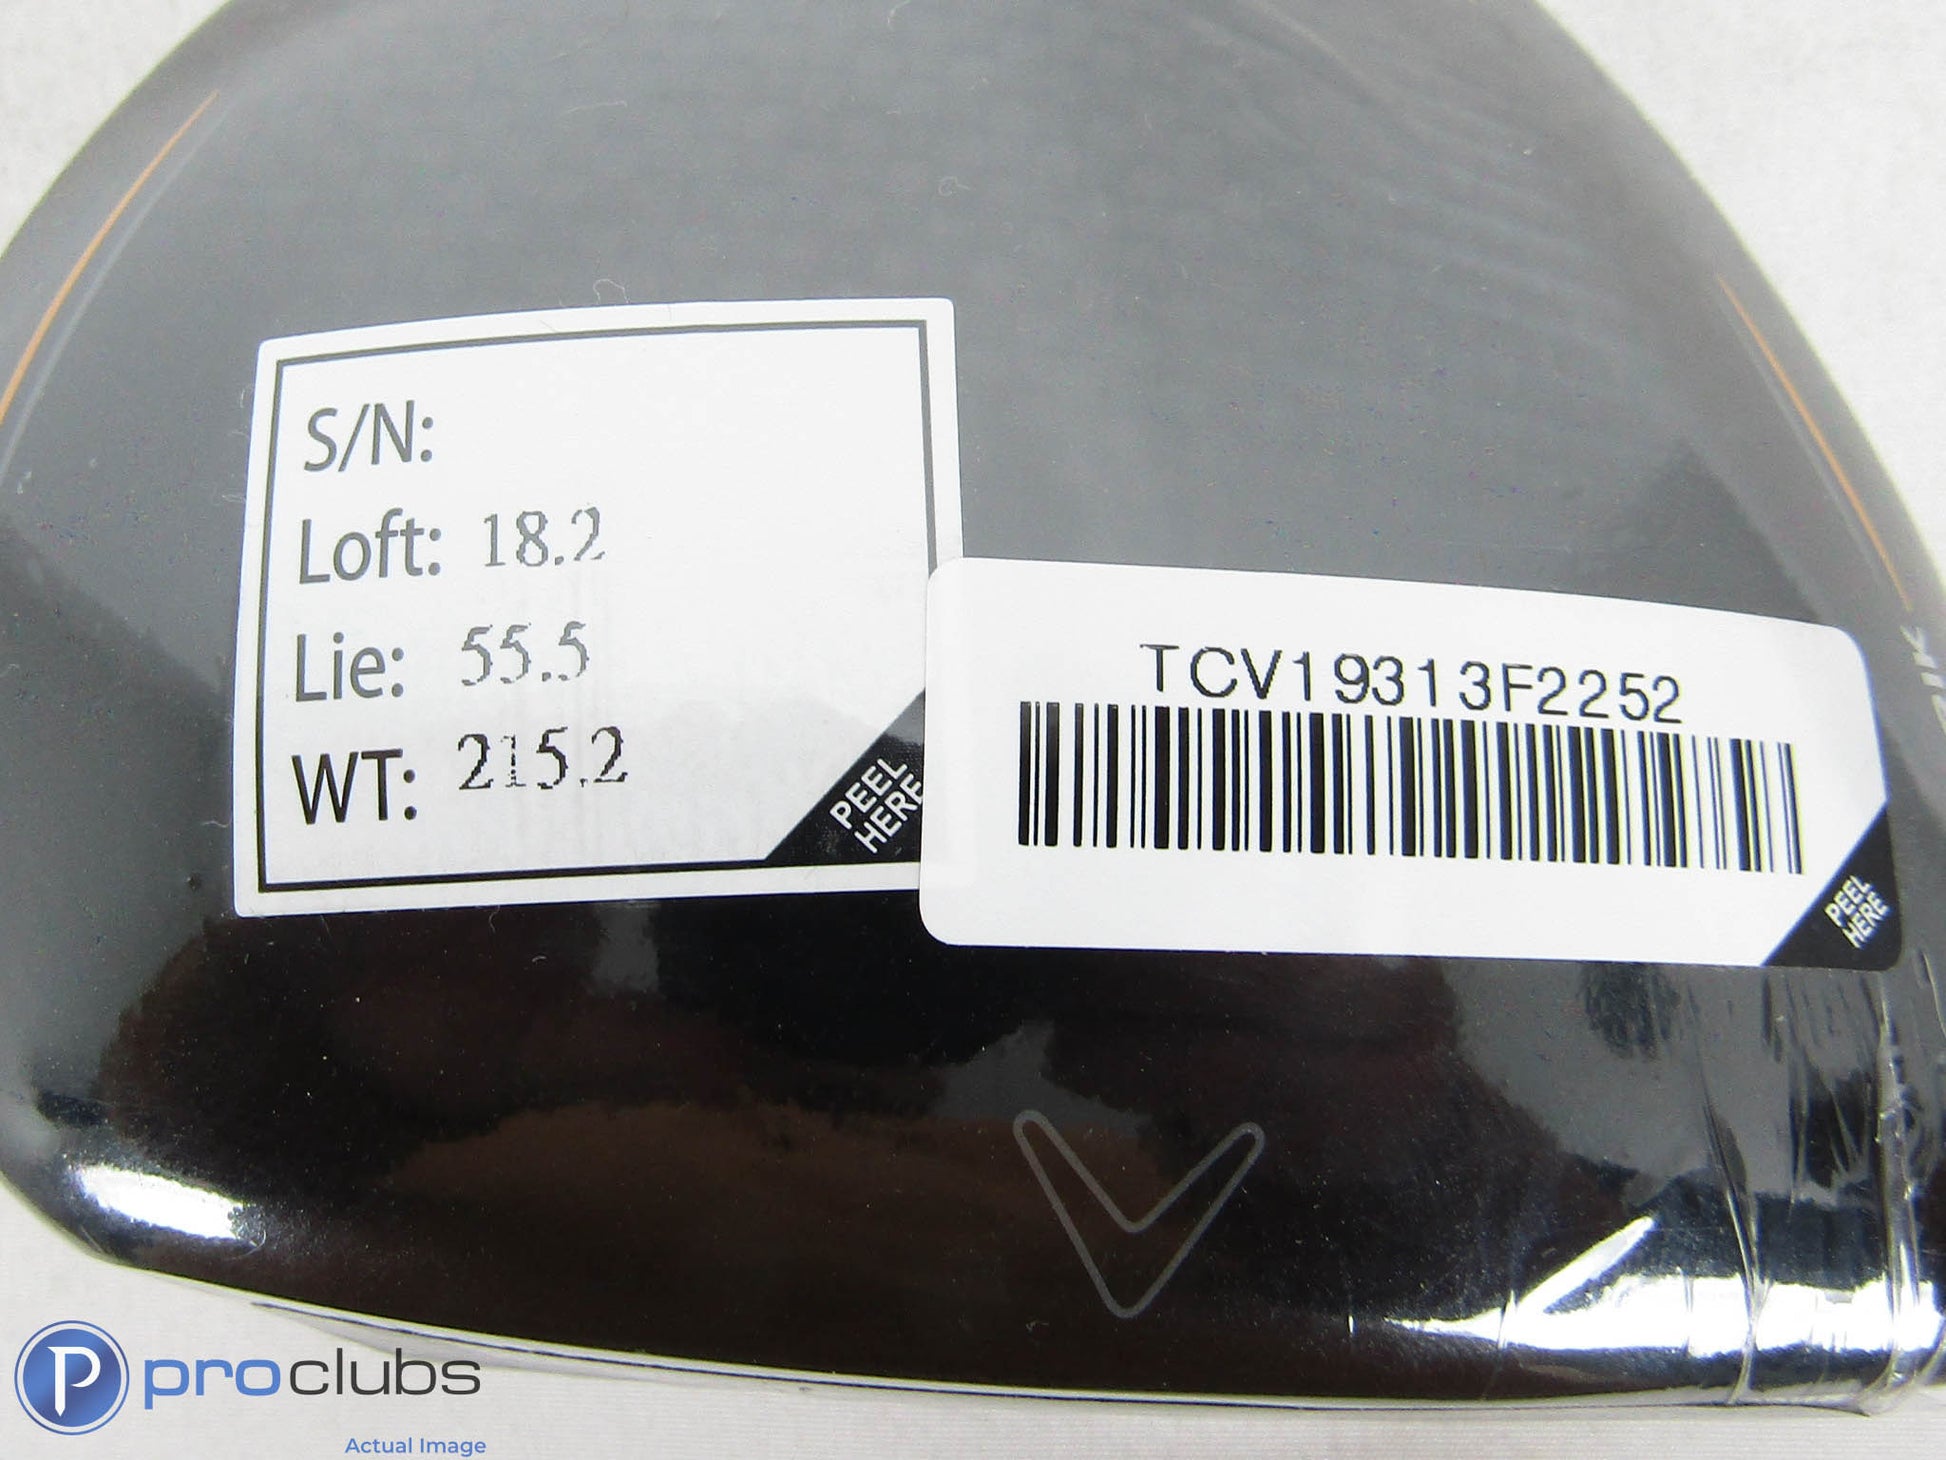 S/N:
Loft: 18.2
Lie: 55.5
WT: 215.2
PEEL
HERE
TCV19313F2252
PEEL
HERE
P proclubs
Actual Image